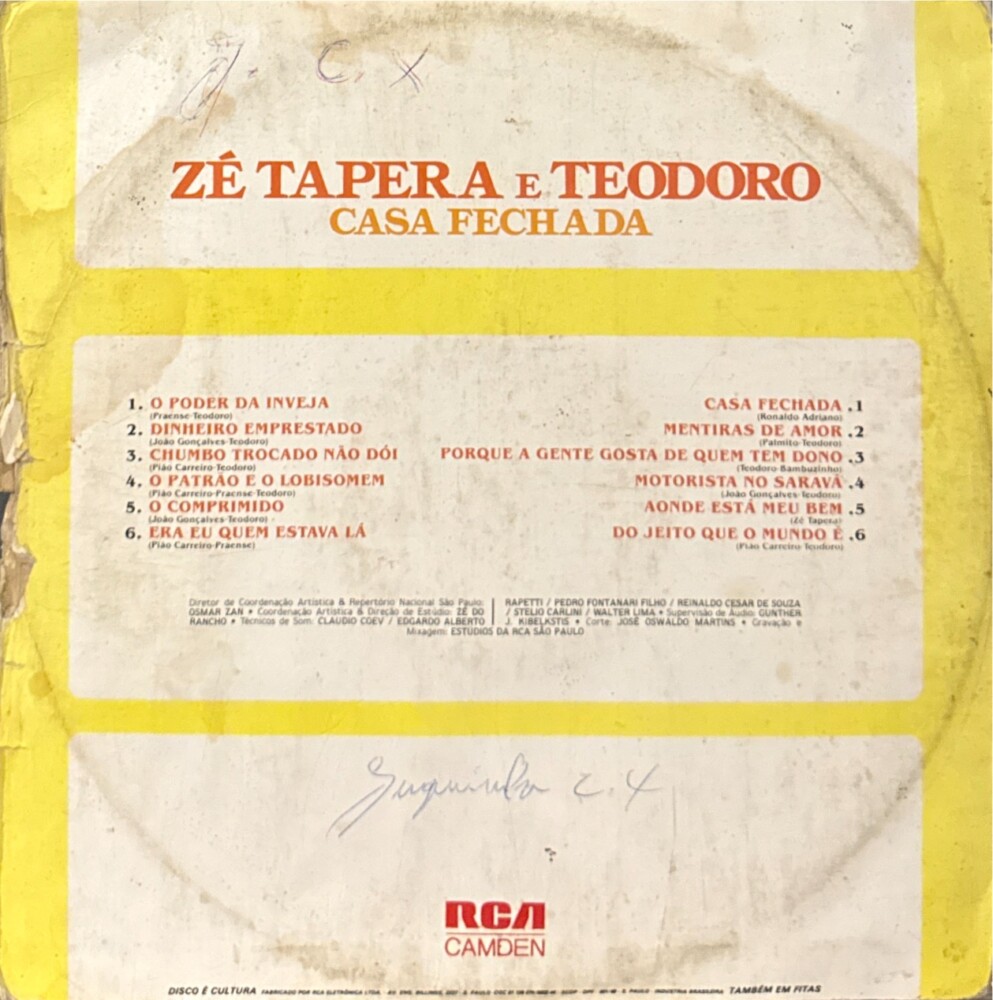 J. C. X
ZÉ TAPERA E TEODORO
CASA FECHADA
1. O PODER DA INVEJA
(Praense-Teodoro)
2. DINHEIRO EMPRESTADO
(João Gonçalves-Teodoro)
3. CHUMBO TROCADO NÃO DÓI
(Pião Carreiro-Teodoro)
4. O PATRÃO E O LOBISOMEM
(Pião Carreiro-Praense-Teodoro)
5. O COMPRIMIDO
(João Gonçalves-Teodoro)
6. ERA EU QUEM ESTAVA LÁ
(Pião Carreiro-Praense)
CASA FECHADA .1
(Ronaldo Adriano)
MENTIRAS DE AMOR .2
(Palmito-Teodoro)
PORQUE A GENTE GOSTA DE QUEM TEM DONO .3
(Teodoro-Bambuzinho)
MOTORISTA NO SARAVÁ .4
(João Gonçalves-Teodoro)
AONDE ESTÁ MEU BEM .5
(Zé Tapera)
DO JEITO QUE O MUNDO É .6
(Pião Carreiro-Teodoro)
Diretor de Coordenação Artística & Repertório Nacional São Paulo:
OSMAR ZAN • Coordenação Artística & Direção de Estúdio: ZÉ DO
RANCHO • Técnicos de Som: CLAUDIO COEV / EDGARDO ALBERTO
RAPETTI / PEDRO FONTANARI FILHO / REINALDO CESAR DE SOUZA
/ STELIO CARLINI / WALTER LIMA • Supervisão de Áudio: GUNTHER
J. KIBELKSTIS • Corte: JOSÉ OSWALDO MARTINS • Gravação e
Mixagem: ESTÚDIOS DA RCA SÃO PAULO
RCA
CAMDEN
DISCO É CULTURA FABRICADO POR RCA ELETRÔNICA LTDA. INDÚSTRIA BRASILEIRA TAMBÉM EM FITAS